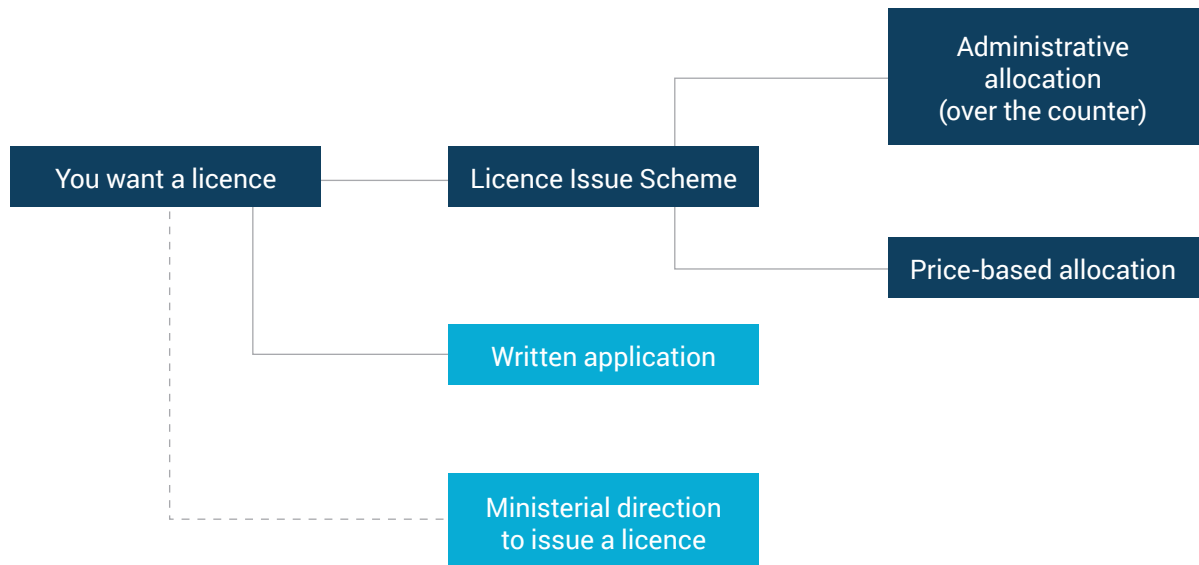 Administrative
allocation
(over the counter)
You want a licence
Licence Issue Scheme
Price-based allocation
Written application
Ministerial direction
to issue a licence